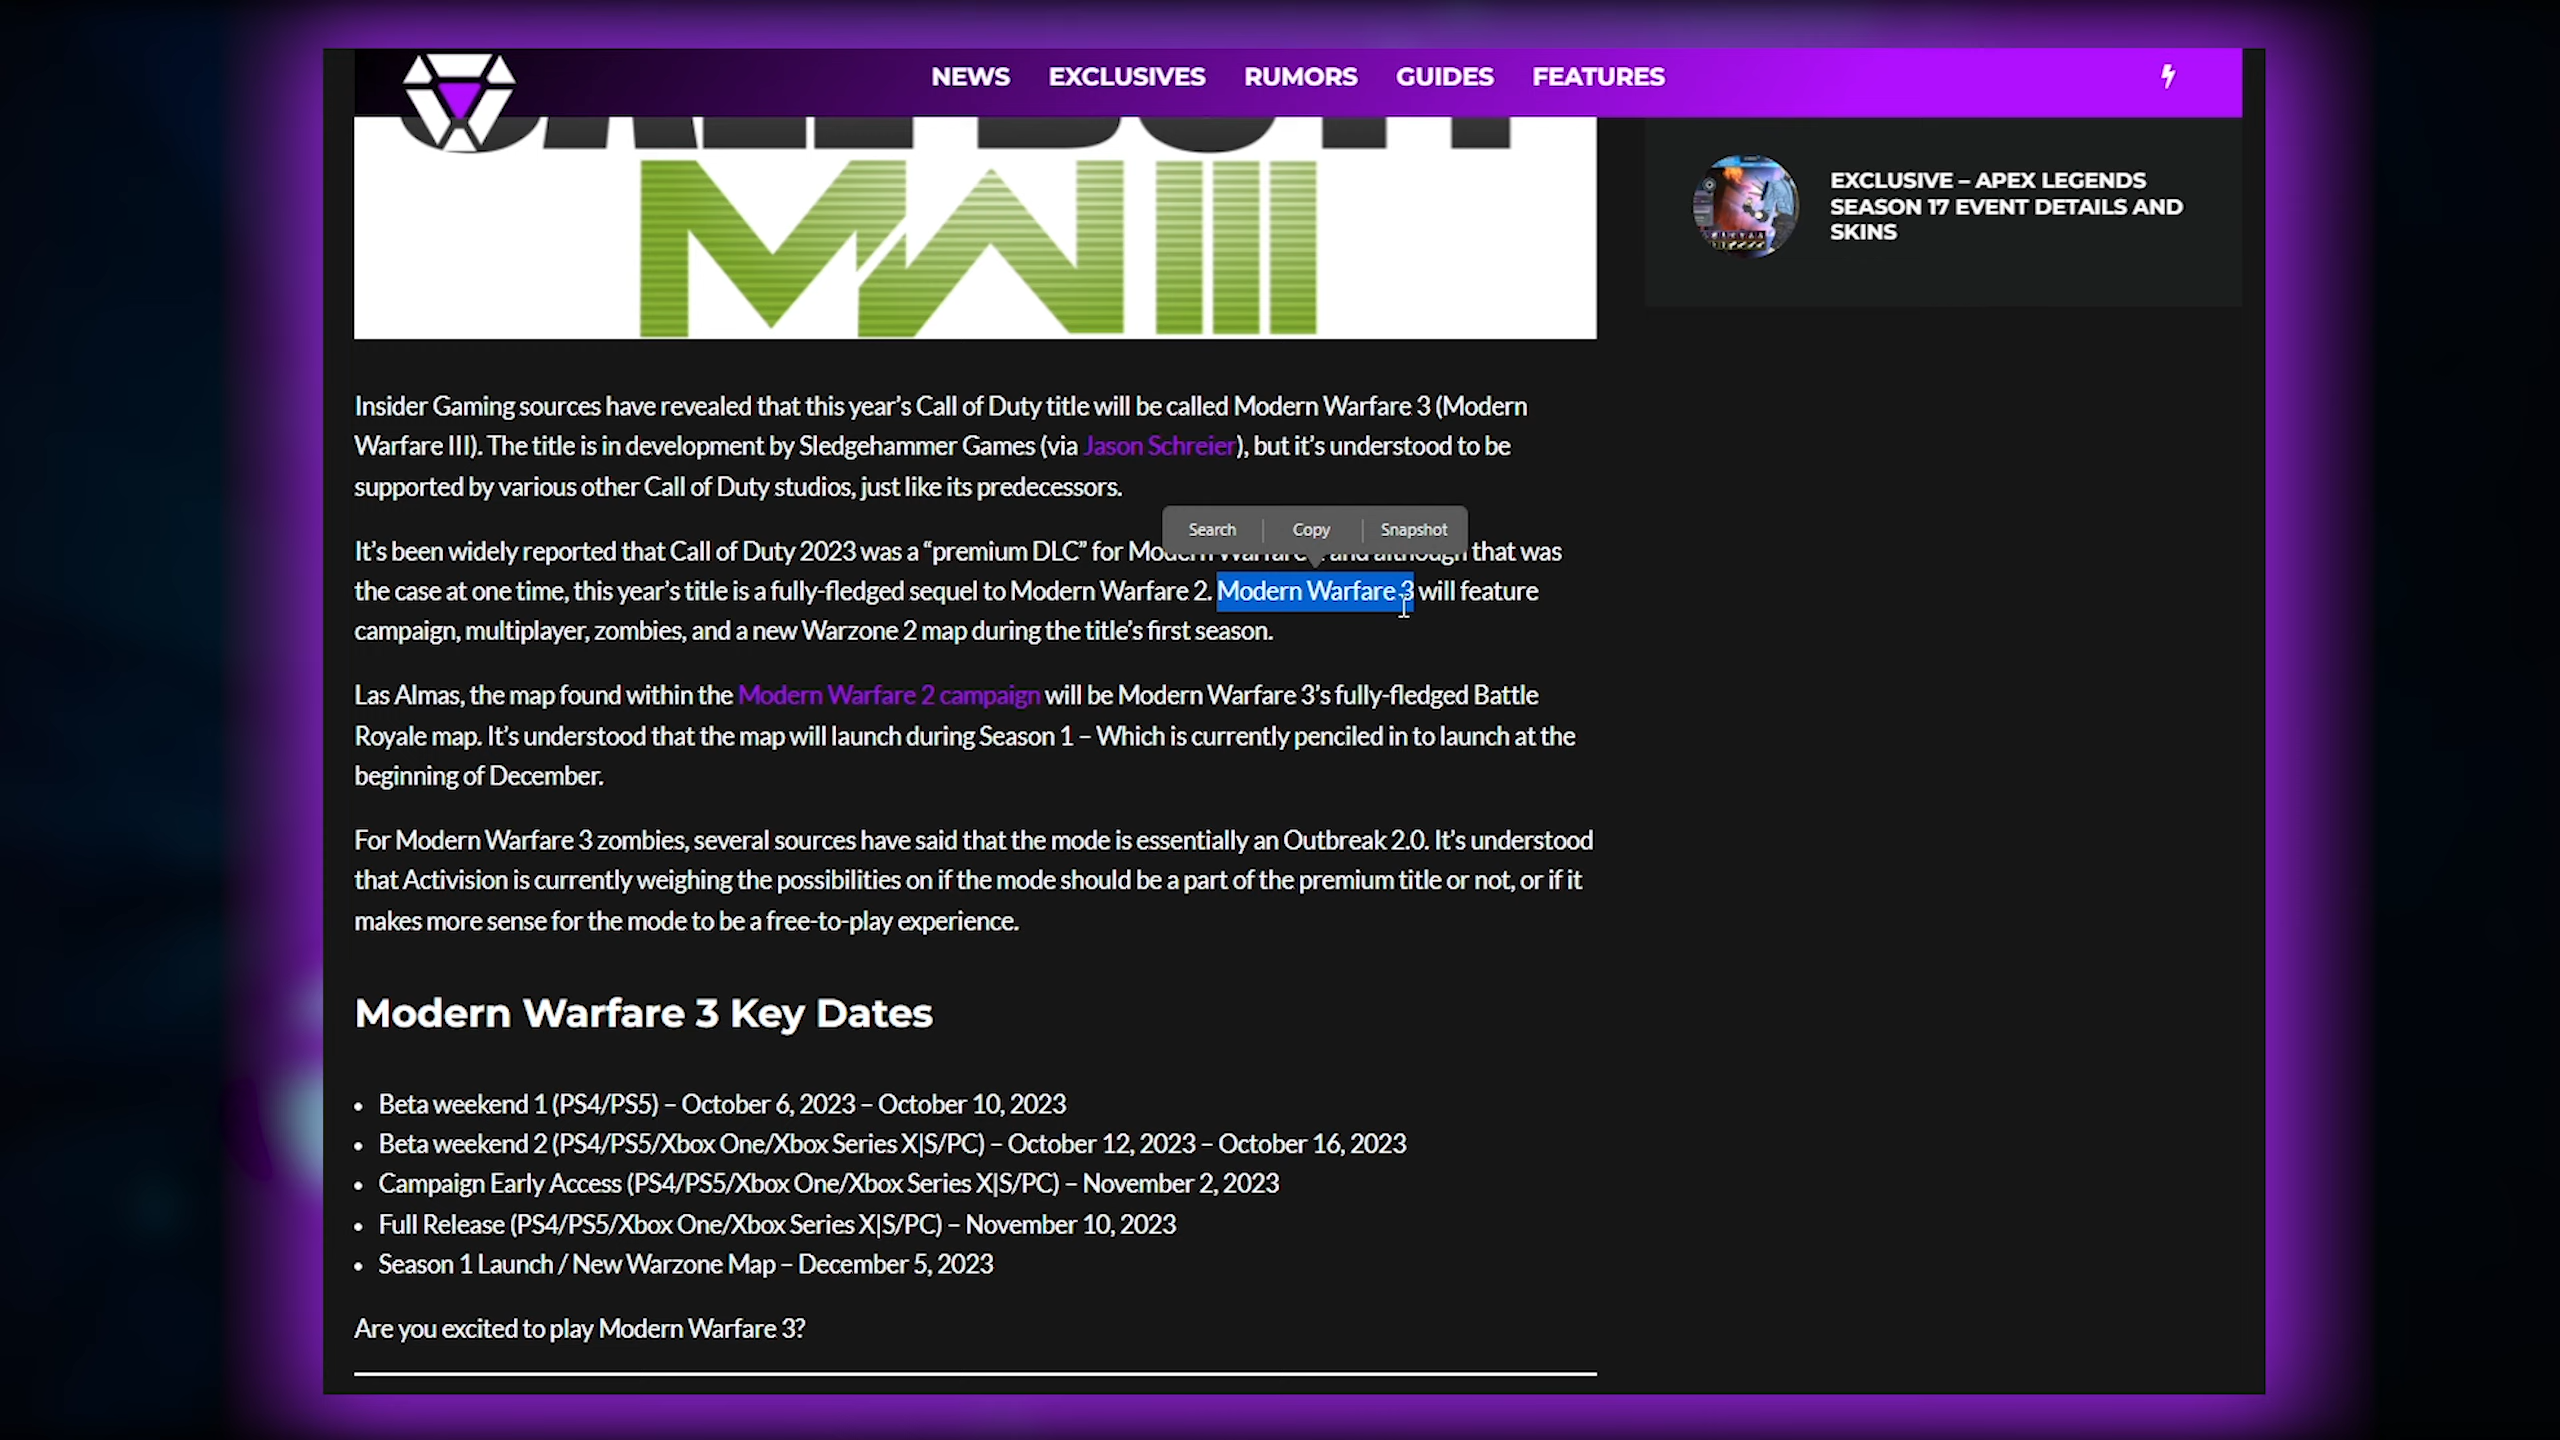 NEWS EXCLUSIVES RUMORS GUIDES FEATURES
MWIII
EXCLUSIVE – APEX LEGENDS
SEASON 17 EVENT DETAILS AND
SKINS
Insider Gaming sources have revealed that this year’s Call of Duty title will be called Modern Warfare 3 (Modern
Warfare III). The title is in development by Sledgehammer Games (via Jason Schreier), but it’s understood to be
supported by various other Call of Duty studios, just like its predecessors.
Search Copy Snapshot
It’s been widely reported that Call of Duty 2023 was a “premium DLC” for Modern Warfare and although that was
the case at one time, this year’s title is a fully-fledged sequel to Modern Warfare 2. Modern Warfare 3 will feature
campaign, multiplayer, zombies, and a new Warzone 2 map during the title’s first season.
Las Almas, the map found within the Modern Warfare 2 campaign will be Modern Warfare 3’s fully-fledged Battle
Royale map. It’s understood that the map will launch during Season 1 – Which is currently penciled in to launch at the
beginning of December.
For Modern Warfare 3 zombies, several sources have said that the mode is essentially an Outbreak 2.0. It’s understood
that Activision is currently weighing the possibilities on if the mode should be a part of the premium title or not, or if it
makes more sense for the mode to be a free-to-play experience.
Modern Warfare 3 Key Dates
• Beta weekend 1 (PS4/PS5) – October 6, 2023 – October 10, 2023
• Beta weekend 2 (PS4/PS5/Xbox One/Xbox Series X|S/PC) – October 12, 2023 – October 16, 2023
• Campaign Early Access (PS4/PS5/Xbox One/Xbox Series X|S/PC) – November 2, 2023
• Full Release (PS4/PS5/Xbox One/Xbox Series X|S/PC) – November 10, 2023
• Season 1 Launch / New Warzone Map – December 5, 2023
Are you excited to play Modern Warfare 3?